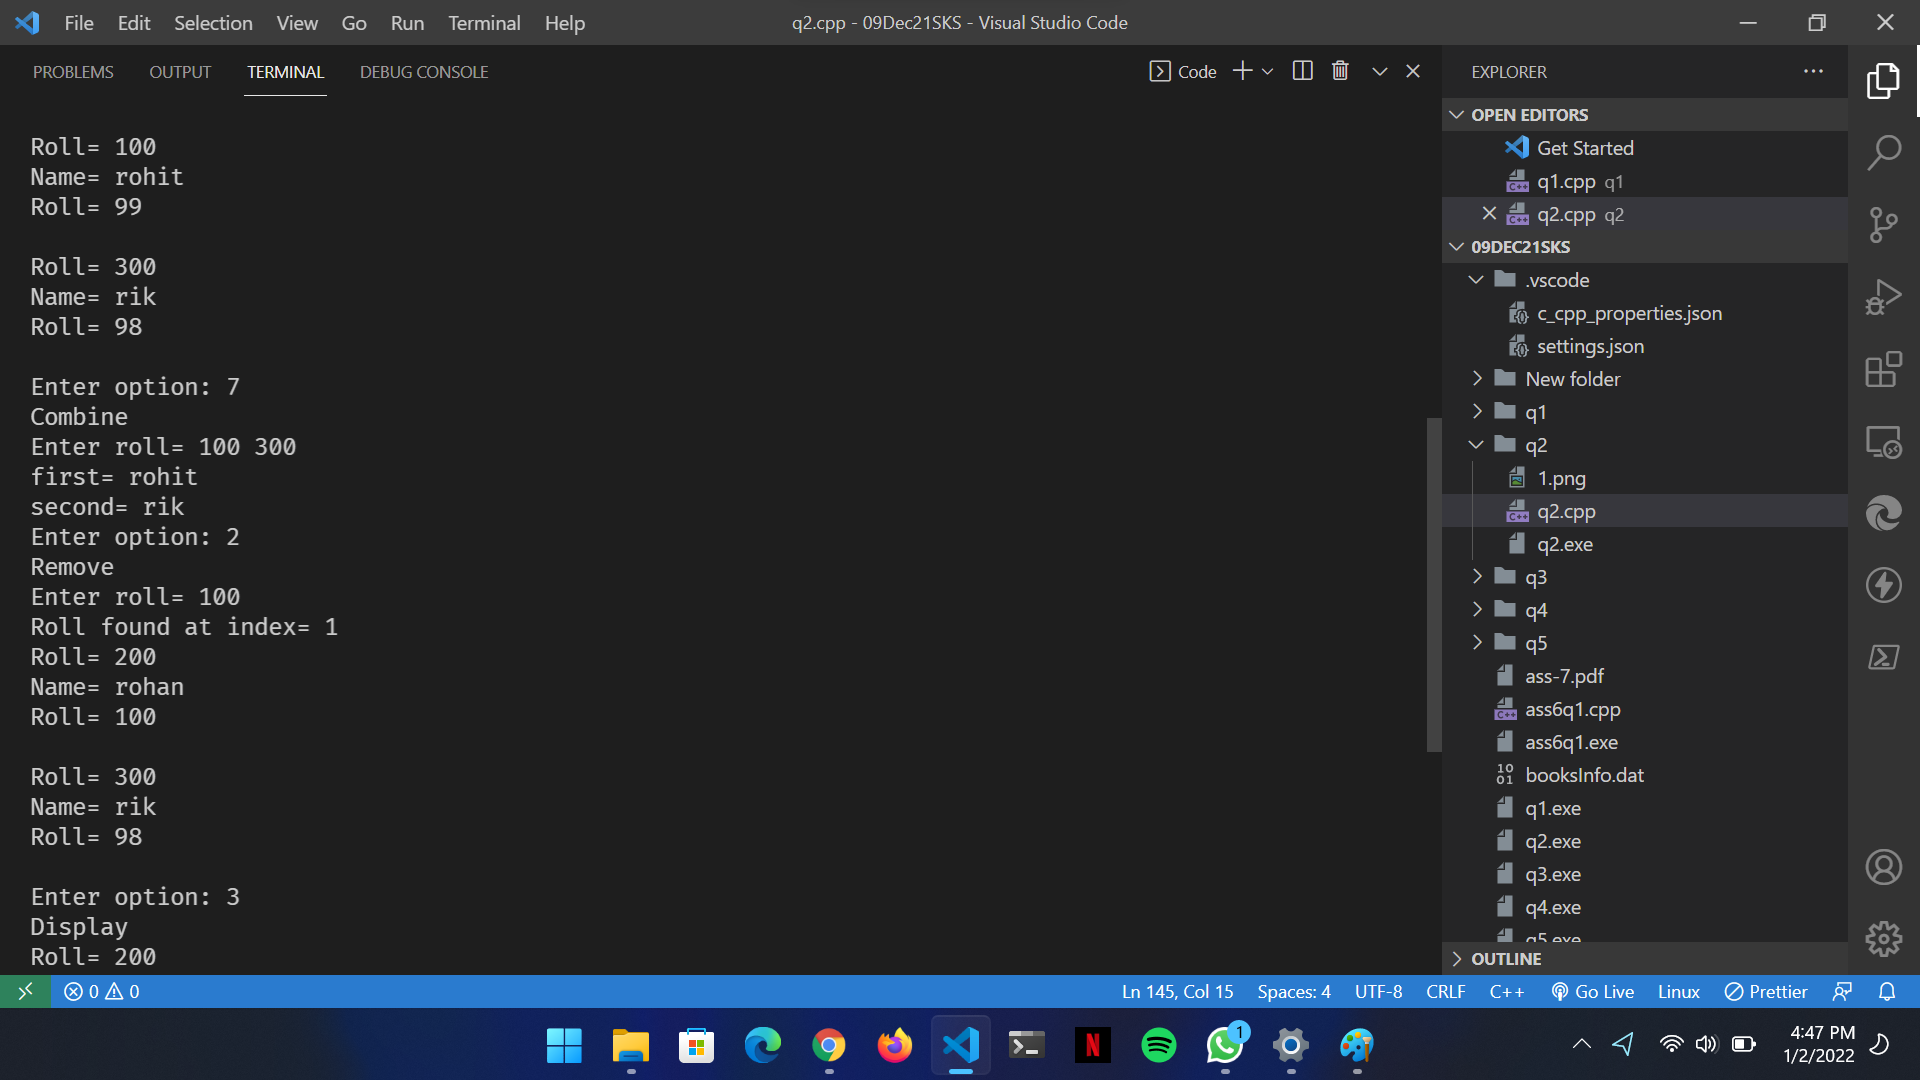 File Edit Selection View Go Run Terminal Help
q2.cpp - 09Dec21SKS - Visual Studio Code
PROBLEMS OUTPUT TERMINAL DEBUG CONSOLE
Code
Roll= 100
Name= rohit
Roll= 99
Roll= 300
Name= rik
Roll= 98
Enter option: 7
Combine
Enter roll= 100 300
first= rohit
second= rik
Enter option: 2
Remove
Enter roll= 100
Roll found at index= 1
Roll= 200
Name= rohan
Roll= 100
Roll= 300
Name= rik
Roll= 98
Enter option: 3
Display
Roll= 200
EXPLORER
OPEN EDITORS
Get Started
q1.cpp q1
q2.cpp q2
09DEC21SKS
.vscode
c_cpp_properties.json
settings.json
New folder
q1
q2
1.png
q2.cpp
q2.exe
q3
q4
q5
ass-7.pdf
ass6q1.cpp
ass6q1.exe
booksInfo.dat
q1.exe
q2.exe
q3.exe
q4.exe
q5.exe
OUTLINE
0 0
Ln 145, Col 15 Spaces: 4 UTF-8 CRLF C++ Go Live Linux Prettier
1
4:47 PM
1/2/2022